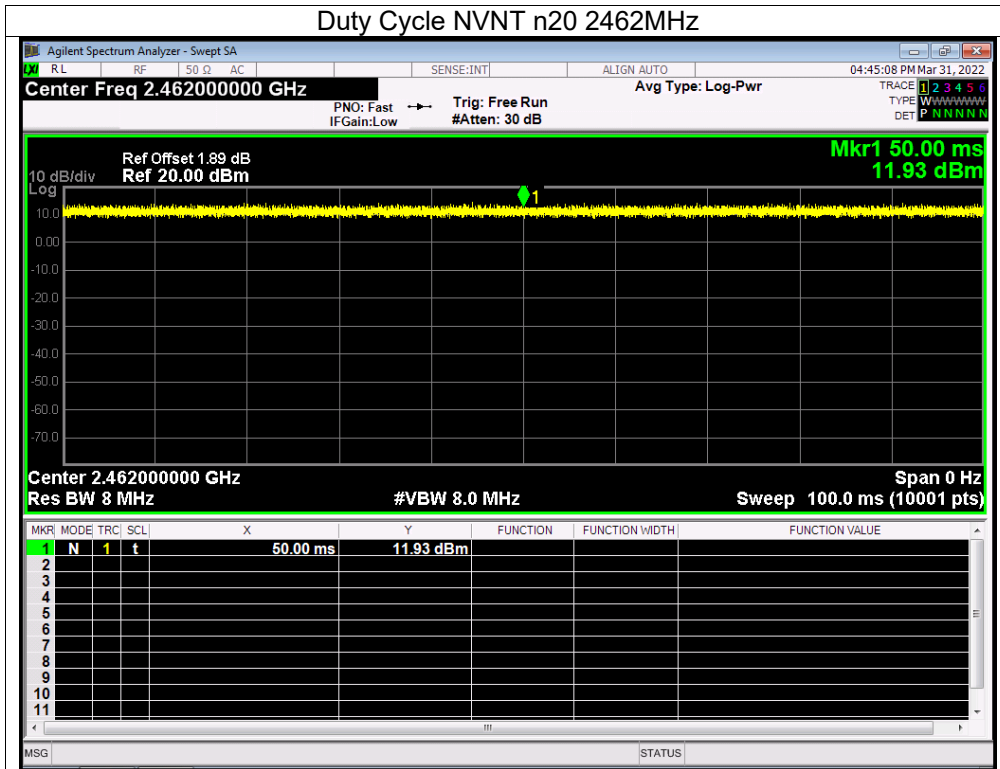 Duty Cycle NVNT n20 2462MHz
Agilent Spectrum Analyzer - Swept SA
LXI RL RF 50 Ω AC SENSE:INT ALIGN AUTO 04:45:08 PM Mar 31, 2022
Center Freq 2.462000000 GHz Avg Type: Log-Pwr TRACE 1 2 3 4 5 6
PNO: Fast Trig: Free Run TYPE WWWWWW
IFGain:Low #Atten: 30 dB DET P N N N N N
Mkr1 50.00 ms
Ref Offset 1.89 dB
10 dB/div Ref 20.00 dBm 11.93 dBm
Log
1
10.0
0.00
-10.0
-20.0
-30.0
-40.0
-50.0
-60.0
-70.0
Center 2.462000000 GHz Span 0 Hz
Res BW 8 MHz #VBW 8.0 MHz Sweep 100.0 ms (10001 pts)
MKR MODE TRC SCL X Y FUNCTION FUNCTION WIDTH FUNCTION VALUE
1 N 1 t 50.00 ms 11.93 dBm
2
3
4
5
6
7
8
9
10
11
MSG STATUS